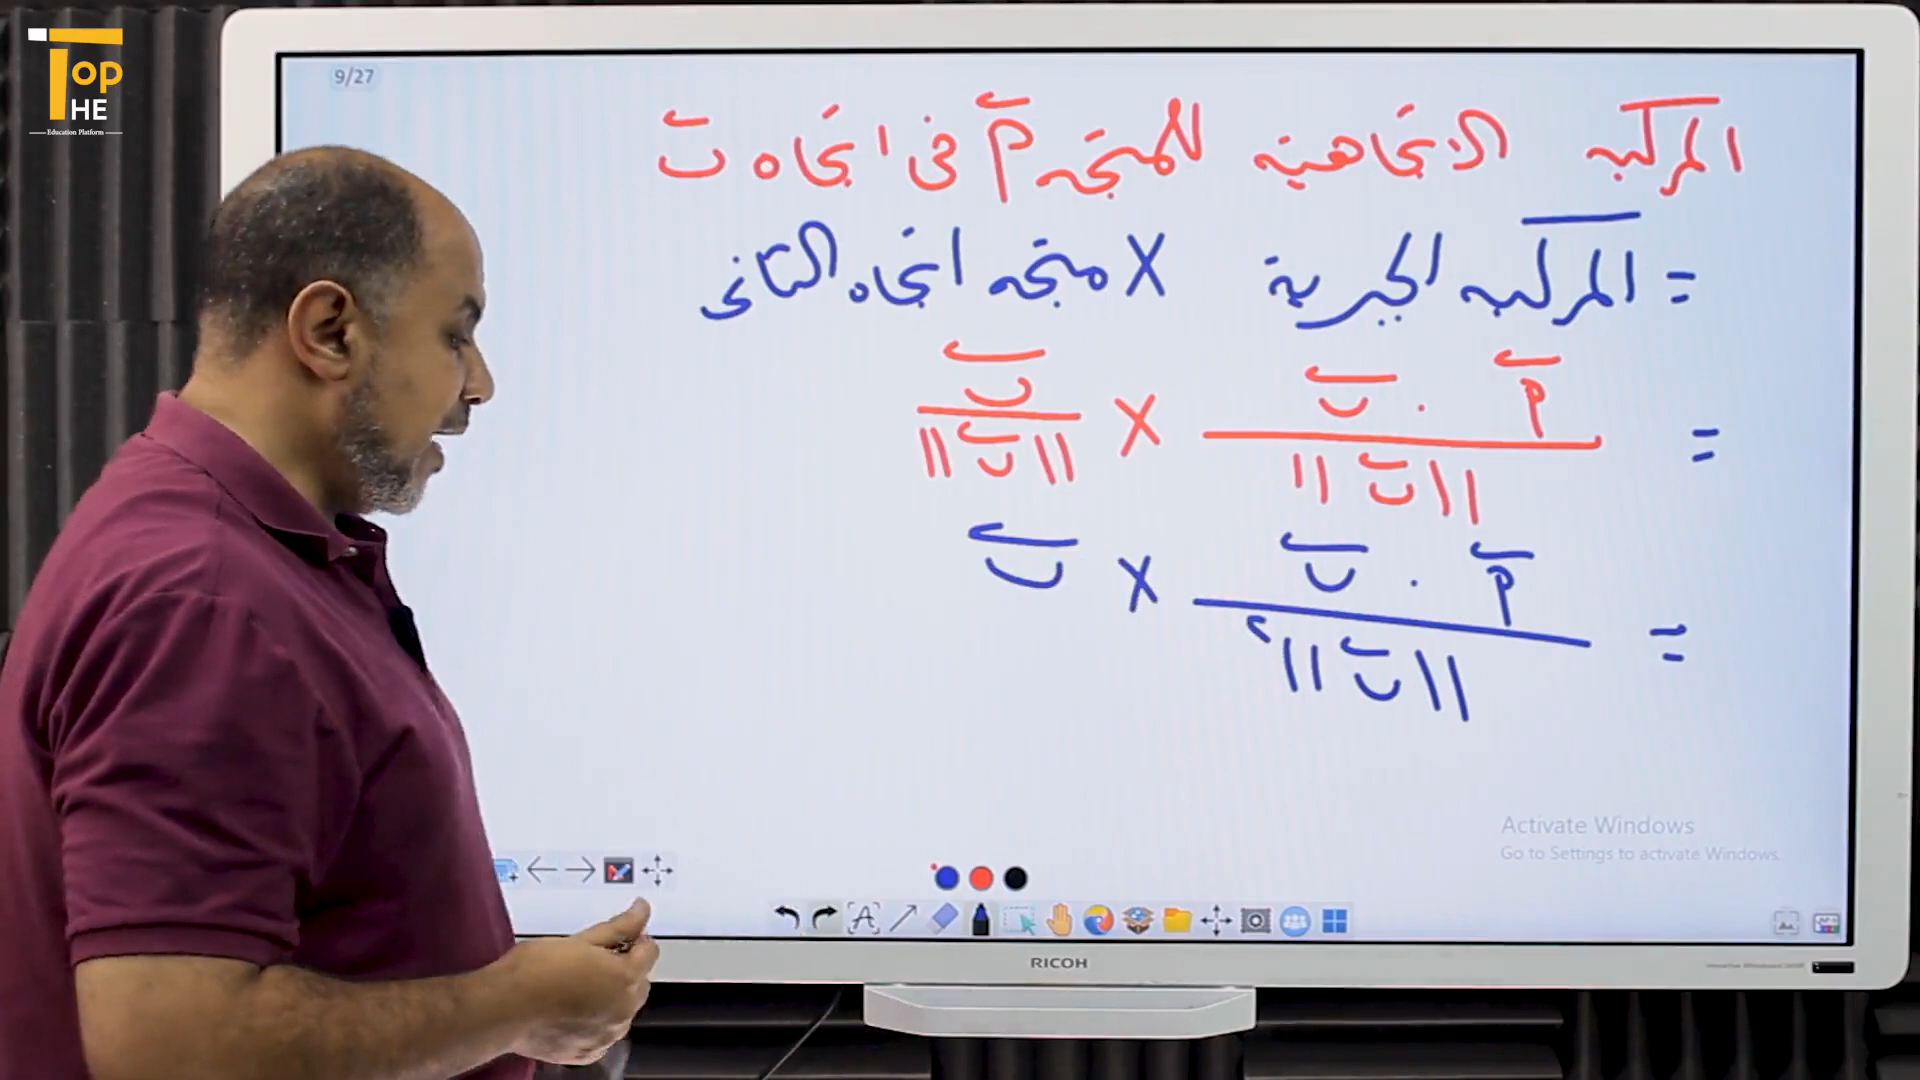 TOP
THE
Education Platform
9/27
المركبة الاتجاهية للمتجه م في اتجاه ب
= المركبة الجبرية × متجه اتجاه الثاني
= م . ب / ||ب|| × ب / ||ب||
= م . ب / ||ب||² × ب
Activate Windows
Go to Settings to activate Windows.
RICOH